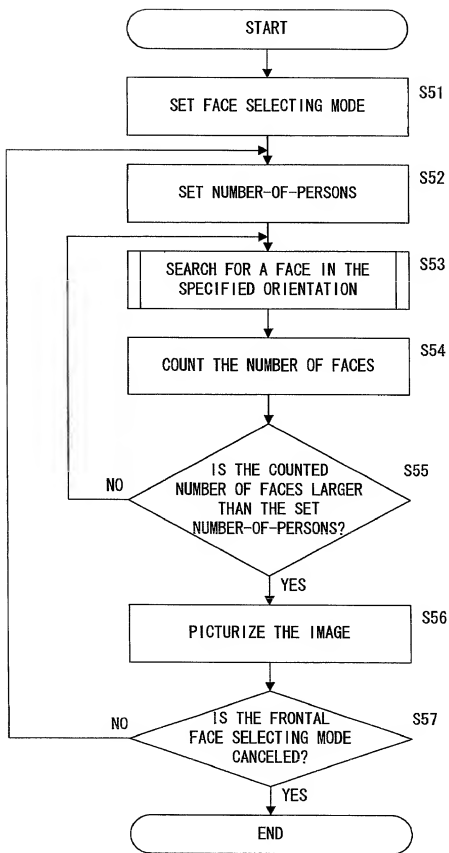 START
SET FACE SELECTING MODE
S51
SET NUMBER-OF-PERSONS
S52
SEARCH FOR A FACE IN THE
SPECIFIED ORIENTATION
S53
COUNT THE NUMBER OF FACES
S54
IS THE COUNTED
NUMBER OF FACES LARGER
THAN THE SET
NUMBER-OF-PERSONS?
S55
NO
YES
PICTURIZE THE IMAGE
S56
IS THE FRONTAL
FACE SELECTING MODE
CANCELED?
S57
NO
YES
END